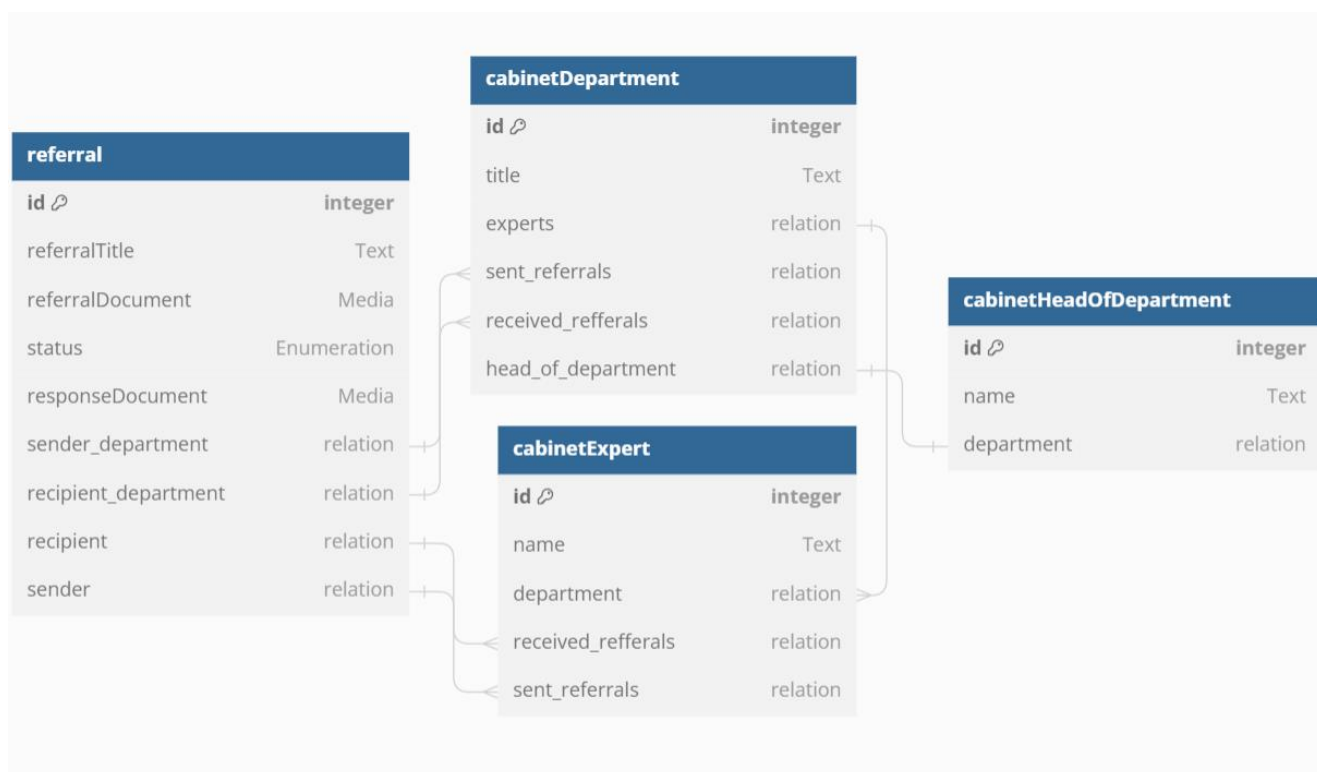 referral
id integer
referralTitle Text
referralDocument Media
status Enumeration
responseDocument Media
sender_department relation
recipient_department relation
recipient relation
sender relation
cabinetDepartment
id integer
title Text
experts relation
sent_referrals relation
received_refferals relation
head_of_department relation
cabinetExpert
id integer
name Text
department relation
received_refferals relation
sent_referrals relation
cabinetHeadOfDepartment
id integer
name Text
department relation